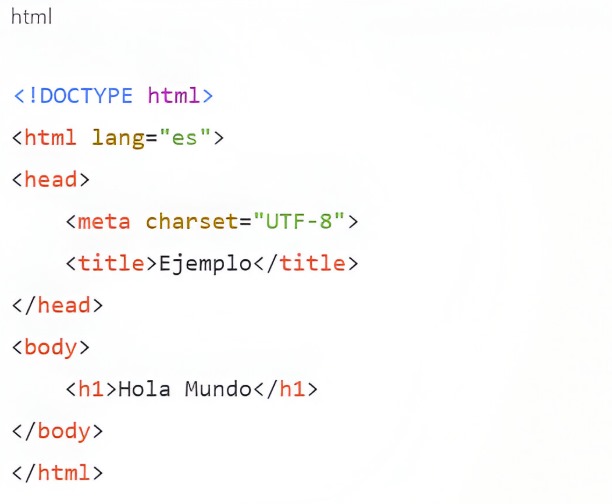 html
<!DOCTYPE html>
<html lang="es">
<head>
    <meta charset="UTF-8">
    <title>Ejemplo</title>
</head>
<body>
    <h1>Hola Mundo</h1>
</body>
</html>